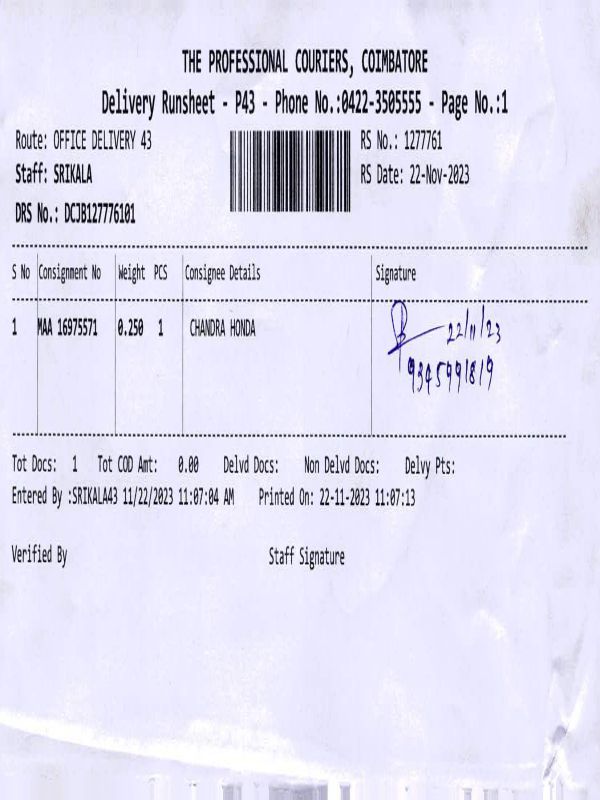 THE PROFESSIONAL COURIERS, COIMBATORE
Delivery Runsheet - P43 - Phone No.:0422-3505555 - Page No.:1
Route: OFFICE DELIVERY 43 RS No.: 1277761
Staff: SRIKALA RS Date: 22-Nov-2023
DRS No.: DCJB127776101
S No Consignment No Weight PCS Consignee Details Signature
1 MAA 16975571 0.250 1 CHANDRA HONDA 22/11/23
9345991819
Tot Docs: 1 Tot COD Amt: 0.00 Delvd Docs: Non Delvd Docs: Delvy Pts:
Entered By :SRIKALA43 11/22/2023 11:07:04 AM Printed On: 22-11-2023 11:07:13
Verified By Staff Signature